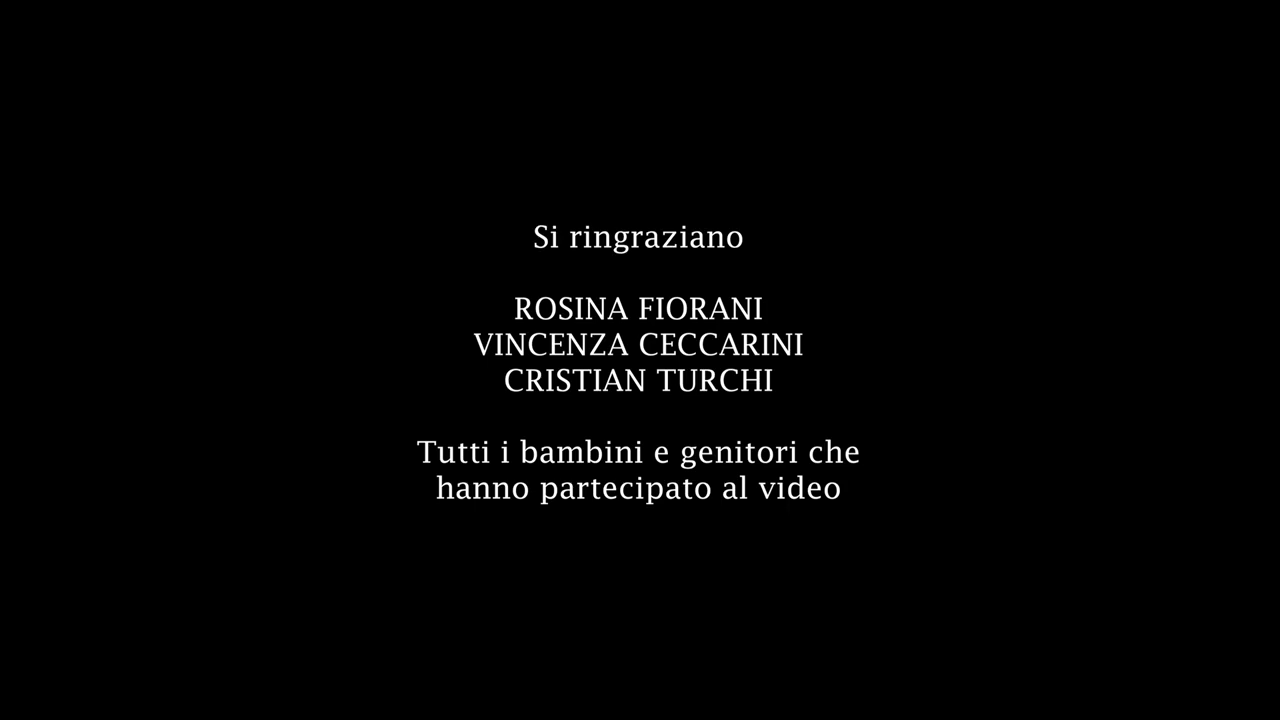 Si ringraziano
ROSINA FIORANI
VINCENZA CECCARINI
CRISTIAN TURCHI
Tutti i bambini e genitori che
hanno partecipato al video